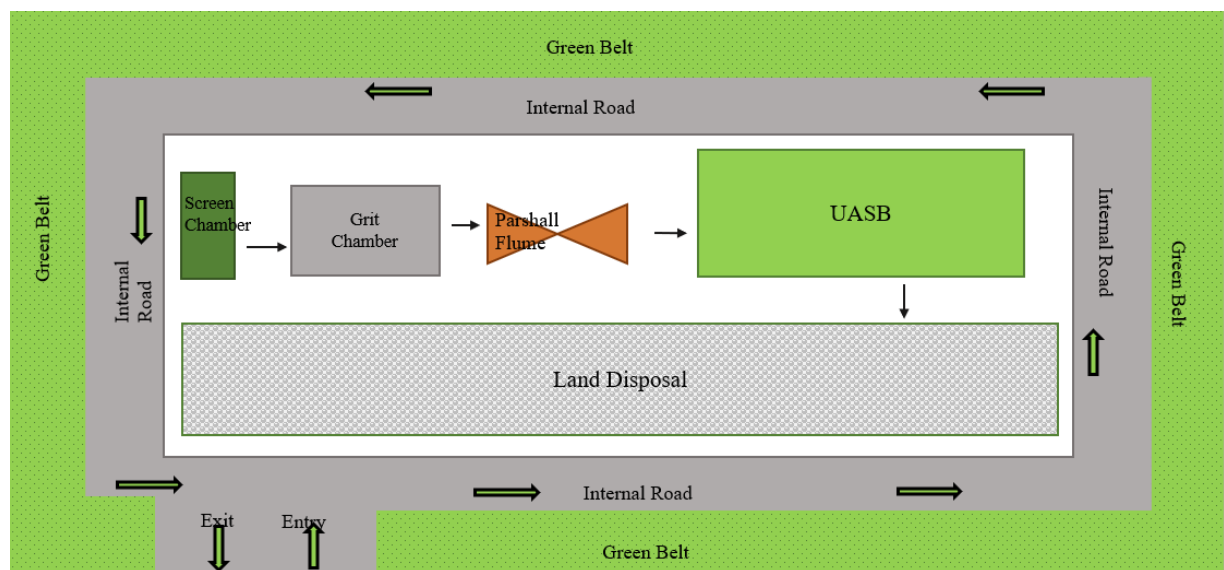 Green Belt
Internal Road
Screen
Chamber
Grit
Chamber
Parshall
Flume
UASB
Internal Road
Green Belt
Green Belt
Internal
Road
Land Disposal
Internal Road
Exit
Entry
Green Belt